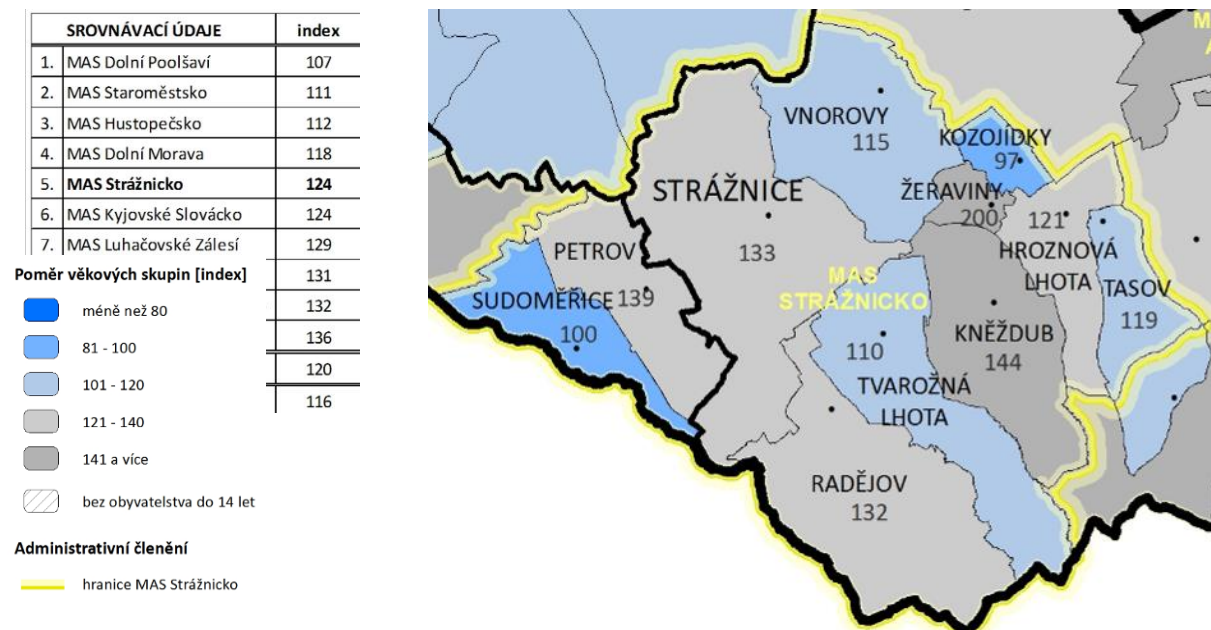 SROVNÁVACÍ ÚDAJE index
1. MAS Dolní Poolšaví 107
2. MAS Staroměstsko 111
3. MAS Hustopečsko 112
4. MAS Dolní Morava 118
5. MAS Strážnicko 124
6. MAS Kyjovské Slovácko 124
7. MAS Luhačovské Zálesí 129
131
132
136
120
116
Poměr věkových skupin [index]
méně než 80
81 - 100
101 - 120
121 - 140
141 a více
bez obyvatelstva do 14 let
Administrativní členění
hranice MAS Strážnicko
VNOROVY
115
KOZOJÍDKY
97
STRÁŽNICE
133
ŽERAVINY
200
121
HROZNOVÁ
LHOTA
PETROV
139
MAS
STRÁŽNICKO
SUDOMĚŘICE
100
TASOV
119
KNĚŽDUB
144
110
TVAROŽNÁ
LHOTA
RADĚJOV
132